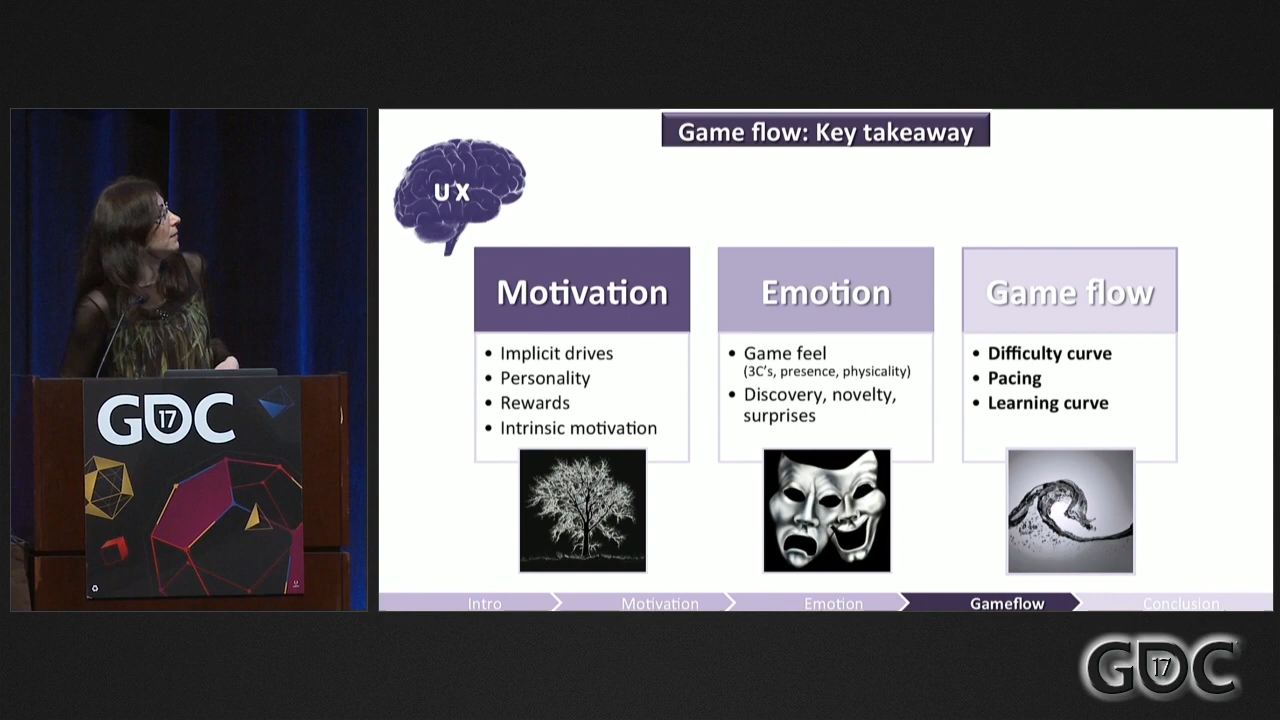 Game flow: Key takeaway
UX
Motivation
• Implicit drives
• Personality
• Rewards
• Intrinsic motivation
Emotion
• Game feel
(3C's, presence, physicality)
• Discovery, novelty,
surprises
Game flow
• Difficulty curve
• Pacing
• Learning curve
Intro
Motivation
Emotion
Gameflow
Conclusion
GDC
17
GDC
17